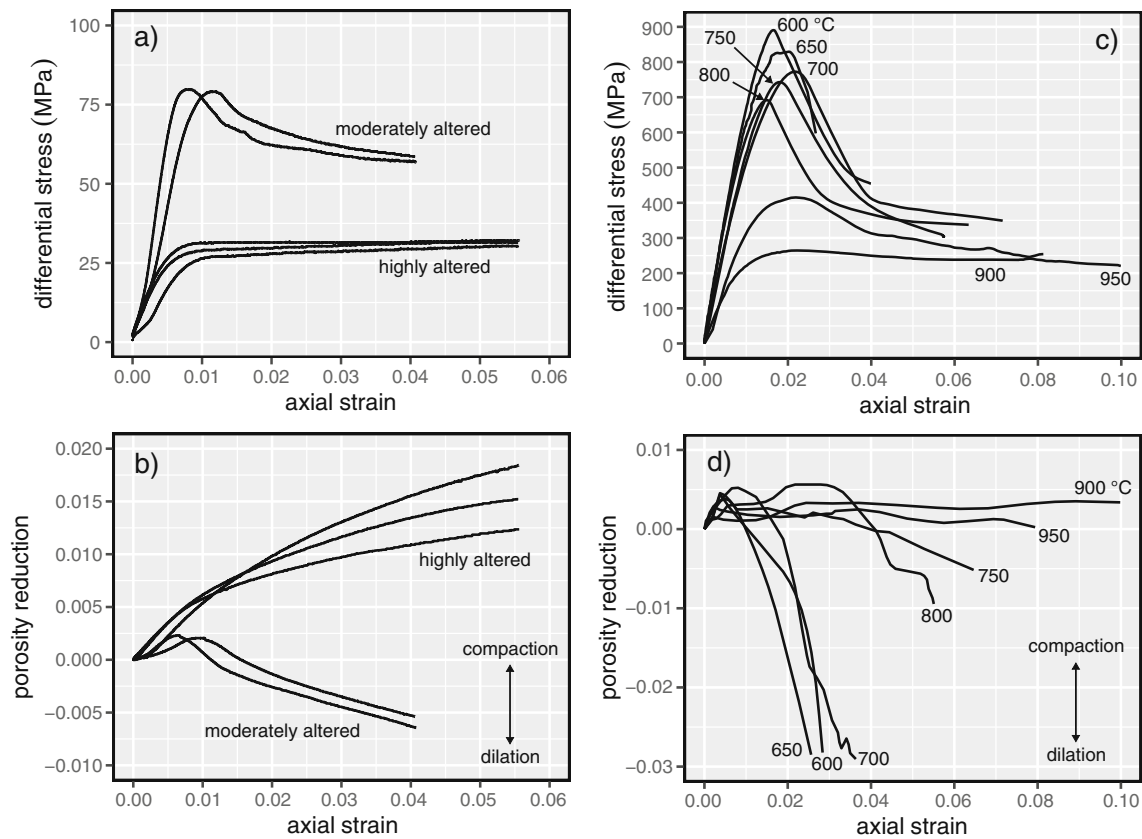 a)
100
75
50
25
0
differential stress (MPa)
moderately altered
highly altered
0.00 0.01 0.02 0.03 0.04 0.05 0.06
axial strain
c)
900
800
700
600
500
400
300
200
100
0
differential stress (MPa)
600 °C
650
700
750
800
900
950
0.00 0.02 0.04 0.06 0.08 0.10
axial strain
b)
0.020
0.015
0.010
0.005
0.000
−0.005
−0.010
porosity reduction
highly altered
compaction
moderately altered
dilation
0.00 0.01 0.02 0.03 0.04 0.05 0.06
axial strain
d)
0.01
0.00
−0.01
−0.02
−0.03
porosity reduction
900 °C
950
750
800
compaction
650
600
700
dilation
0.00 0.02 0.04 0.06 0.08 0.10
axial strain